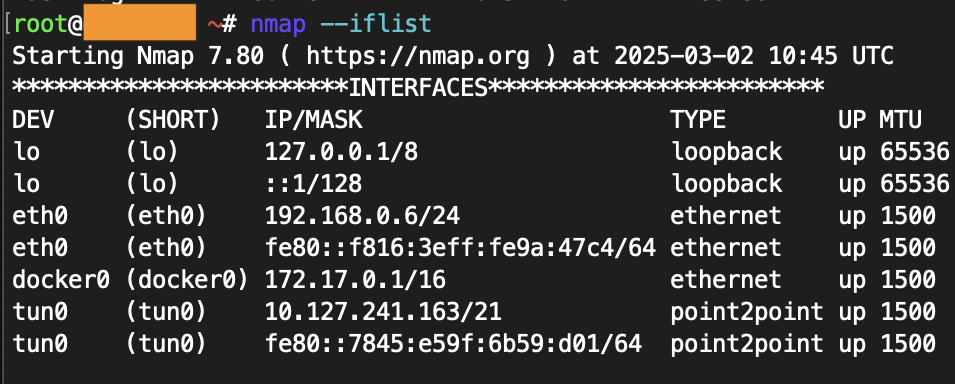 root@ ~# nmap --iflist
Starting Nmap 7.80 ( https://nmap.org ) at 2025-03-02 10:45 UTC
************************INTERFACES************************
DEV     (SHORT)   IP/MASK                      TYPE        UP MTU
lo      (lo)      127.0.0.1/8                  loopback    up 65536
lo      (lo)      ::1/128                      loopback    up 65536
eth0    (eth0)    192.168.0.6/24               ethernet    up 1500
eth0    (eth0)    fe80::f816:3eff:fe9a:47c4/64 ethernet    up 1500
docker0 (docker0) 172.17.0.1/16                ethernet    up 1500
tun0    (tun0)    10.127.241.163/21            point2point up 1500
tun0    (tun0)    fe80::7845:e59f:6b59:d01/64  point2point up 1500